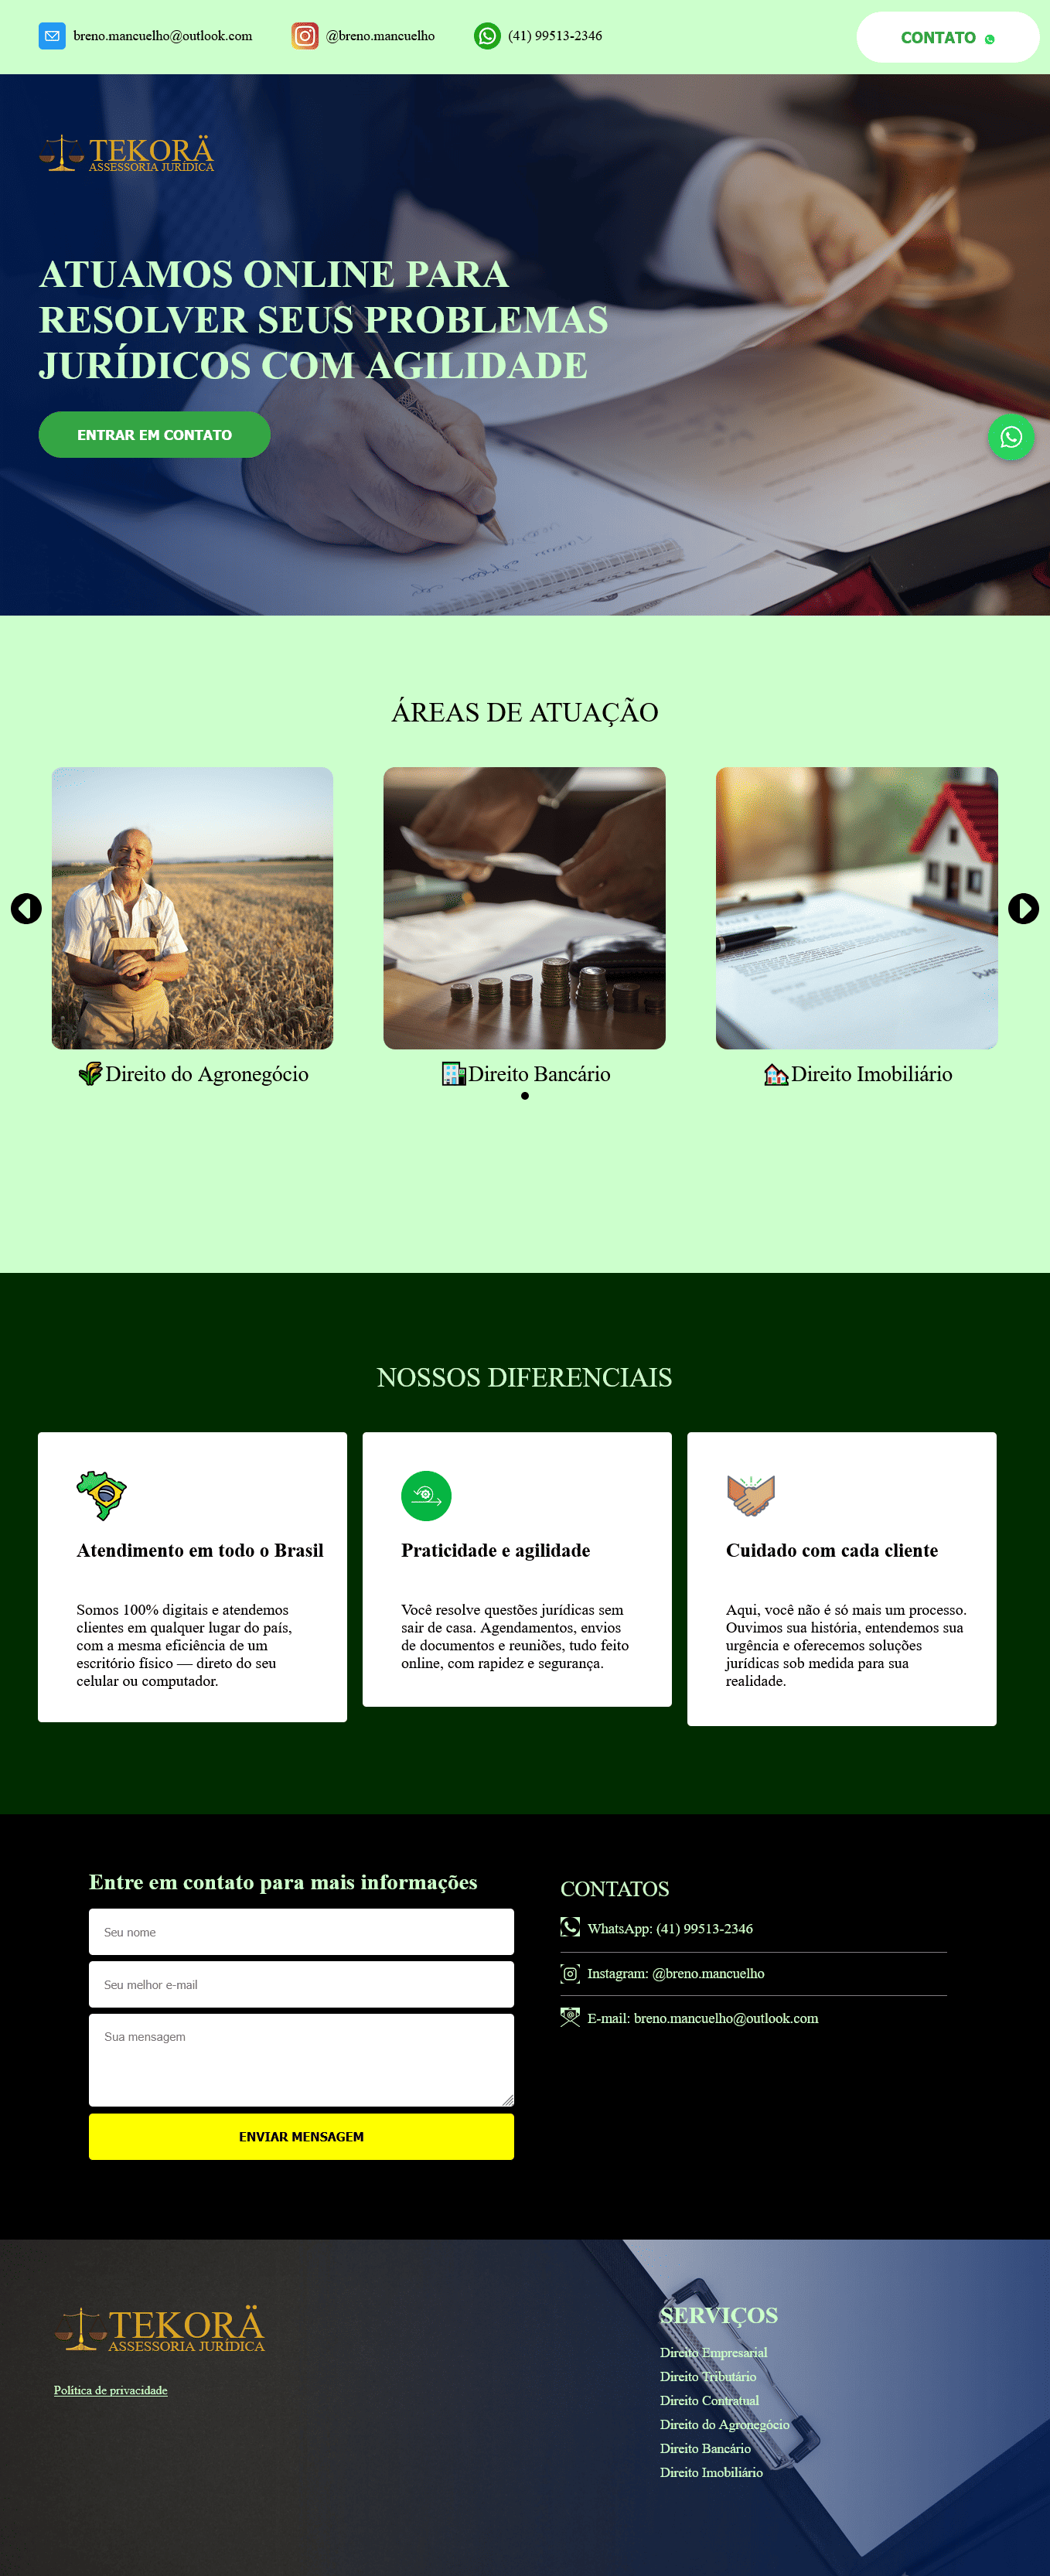 breno.mancuelho@outlook.com
@breno.mancuelho
(41) 99513-2346
CONTATO
TEKORÄ
ASSESSORIA JURÍDICA
ATUAMOS ONLINE PARA
RESOLVER SEUS PROBLEMAS
JURÍDICOS COM AGILIDADE
ENTRAR EM CONTATO
ÁREAS DE ATUAÇÃO
Direito do Agronegócio
Direito Bancário
Direito Imobiliário
NOSSOS DIFERENCIAIS
Atendimento em todo o Brasil
Somos 100% digitais e atendemos
clientes em qualquer lugar do país,
com a mesma eficiência de um
escritório físico — direto do seu
celular ou computador.
Praticidade e agilidade
Você resolve questões jurídicas sem
sair de casa. Agendamentos, envios
de documentos e reuniões, tudo feito
online, com rapidez e segurança.
Cuidado com cada cliente
Aqui, você não é só mais um processo.
Ouvimos sua história, entendemos sua
urgência e oferecemos soluções
jurídicas sob medida para sua
realidade.
Entre em contato para mais informações
Seu nome
Seu melhor e-mail
Sua mensagem
ENVIAR MENSAGEM
CONTATOS
WhatsApp: (41) 99513-2346
Instagram: @breno.mancuelho
E-mail: breno.mancuelho@outlook.com
TEKORÄ
ASSESSORIA JURÍDICA
Política de privacidade
SERVIÇOS
Direito Empresarial
Direito Tributário
Direito Contratual
Direito do Agronegócio
Direito Bancário
Direito Imobiliário